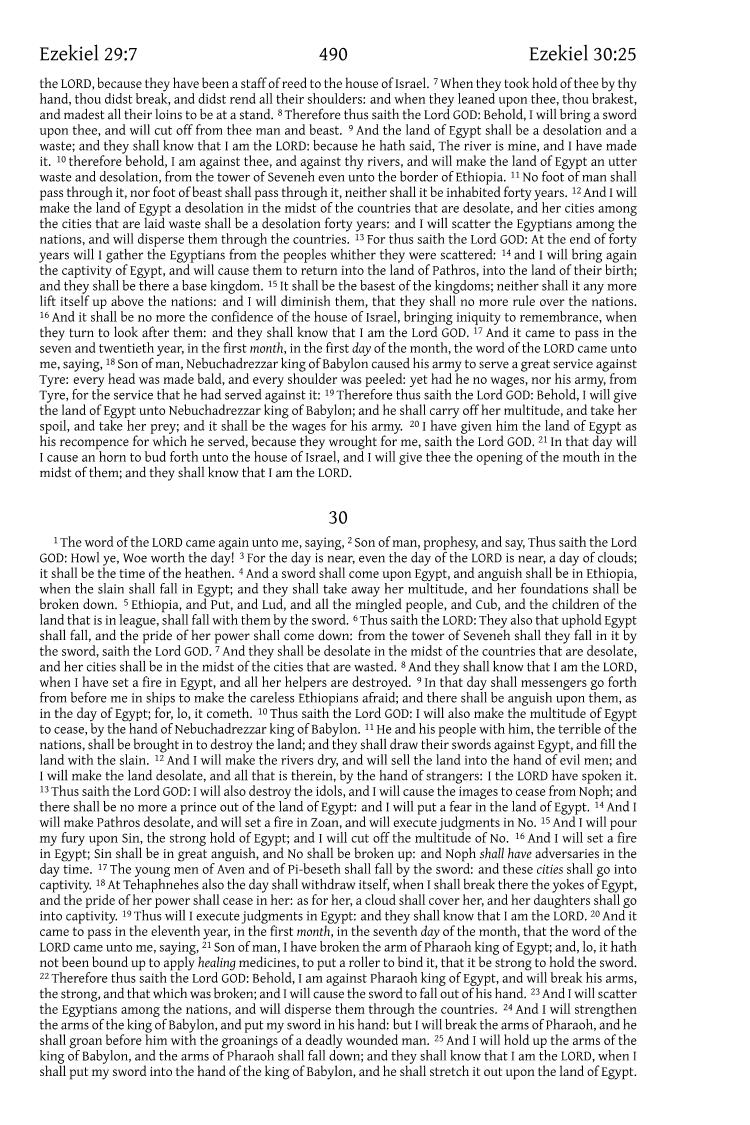 Ezekiel 29:7 490 Ezekiel 30:25
the LORD, because they have been a staff of reed to the house of Israel. 7 When they took hold of thee by thy
hand, thou didst break, and didst rend all their shoulders: and when they leaned upon thee, thou brakest,
and madest all their loins to be at a stand. 8 Therefore thus saith the Lord GOD: Behold, I will bring a sword
upon thee, and will cut off from thee man and beast. 9 And the land of Egypt shall be a desolation and a
waste; and they shall know that I am the LORD: because he hath said, The river is mine, and I have made
it. 10 therefore behold, I am against thee, and against thy rivers, and will make the land of Egypt an utter
waste and desolation, from the tower of Seveneh even unto the border of Ethiopia. 11 No foot of man shall
pass through it, nor foot of beast shall pass through it, neither shall it be inhabited forty years. 12 And I will
make the land of Egypt a desolation in the midst of the countries that are desolate, and her cities among
the cities that are laid waste shall be a desolation forty years: and I will scatter the Egyptians among the
nations, and will disperse them through the countries. 13 For thus saith the Lord GOD: At the end of forty
years will I gather the Egyptians from the peoples whither they were scattered: 14 and I will bring again
the captivity of Egypt, and will cause them to return into the land of Pathros, into the land of their birth;
and they shall be there a base kingdom. 15 It shall be the basest of the kingdoms; neither shall it any more
lift itself up above the nations: and I will diminish them, that they shall no more rule over the nations.
16 And it shall be no more the confidence of the house of Israel, bringing iniquity to remembrance, when
they turn to look after them: and they shall know that I am the Lord GOD. 17 And it came to pass in the
seven and twentieth year, in the first month, in the first day of the month, the word of the LORD came unto
me, saying, 18 Son of man, Nebuchadrezzar king of Babylon caused his army to serve a great service against
Tyre: every head was made bald, and every shoulder was peeled: yet had he no wages, nor his army, from
Tyre, for the service that he had served against it: 19 Therefore thus saith the Lord GOD: Behold, I will give
the land of Egypt unto Nebuchadrezzar king of Babylon; and he shall carry off her multitude, and take her
spoil, and take her prey; and it shall be the wages for his army. 20 I have given him the land of Egypt as
his recompence for which he served, because they wrought for me, saith the Lord GOD. 21 In that day will
I cause an horn to bud forth unto the house of Israel, and I will give thee the opening of the mouth in the
midst of them; and they shall know that I am the LORD.
30
1 The word of the LORD came again unto me, saying, 2 Son of man, prophesy, and say, Thus saith the Lord
GOD: Howl ye, Woe worth the day! 3 For the day is near, even the day of the LORD is near, a day of clouds;
it shall be the time of the heathen. 4 And a sword shall come upon Egypt, and anguish shall be in Ethiopia,
when the slain shall fall in Egypt; and they shall take away her multitude, and her foundations shall be
broken down. 5 Ethiopia, and Put, and Lud, and all the mingled people, and Cub, and the children of the
land that is in league, shall fall with them by the sword. 6 Thus saith the LORD: They also that uphold Egypt
shall fall, and the pride of her power shall come down: from the tower of Seveneh shall they fall in it by
the sword, saith the Lord GOD. 7 And they shall be desolate in the midst of the countries that are desolate,
and her cities shall be in the midst of the cities that are wasted. 8 And they shall know that I am the LORD,
when I have set a fire in Egypt, and all her helpers are destroyed. 9 In that day shall messengers go forth
from before me in ships to make the careless Ethiopians afraid; and there shall be anguish upon them, as
in the day of Egypt; for, lo, it cometh. 10 Thus saith the Lord GOD: I will also make the multitude of Egypt
to cease, by the hand of Nebuchadrezzar king of Babylon. 11 He and his people with him, the terrible of the
nations, shall be brought in to destroy the land; and they shall draw their swords against Egypt, and fill the
land with the slain. 12 And I will make the rivers dry, and will sell the land into the hand of evil men; and
I will make the land desolate, and all that is therein, by the hand of strangers: I the LORD have spoken it.
13 Thus saith the Lord GOD: I will also destroy the idols, and I will cause the images to cease from Noph; and
there shall be no more a prince out of the land of Egypt: and I will put a fear in the land of Egypt. 14 And I
will make Pathros desolate, and will set a fire in Zoan, and will execute judgments in No. 15 And I will pour
my fury upon Sin, the strong hold of Egypt; and I will cut off the multitude of No. 16 And I will set a fire
in Egypt; Sin shall be in great anguish, and No shall be broken up: and Noph shall have adversaries in the
day time. 17 The young men of Aven and of Pi-beseth shall fall by the sword: and these cities shall go into
captivity. 18 At Tehaphnehes also the day shall withdraw itself, when I shall break there the yokes of Egypt,
and the pride of her power shall cease in her: as for her, a cloud shall cover her, and her daughters shall go
into captivity. 19 Thus will I execute judgments in Egypt: and they shall know that I am the LORD. 20 And it
came to pass in the eleventh year, in the first month, in the seventh day of the month, that the word of the
LORD came unto me, saying, 21 Son of man, I have broken the arm of Pharaoh king of Egypt; and, lo, it hath
not been bound up to apply healing medicines, to put a roller to bind it, that it be strong to hold the sword.
22 Therefore thus saith the Lord GOD: Behold, I am against Pharaoh king of Egypt, and will break his arms,
the strong, and that which was broken; and I will cause the sword to fall out of his hand. 23 And I will scatter
the Egyptians among the nations, and will disperse them through the countries. 24 And I will strengthen
the arms of the king of Babylon, and put my sword in his hand: but I will break the arms of Pharaoh, and he
shall groan before him with the groanings of a deadly wounded man. 25 And I will hold up the arms of the
king of Babylon, and the arms of Pharaoh shall fall down; and they shall know that I am the LORD, when I
shall put my sword into the hand of the king of Babylon, and he shall stretch it out upon the land of Egypt.